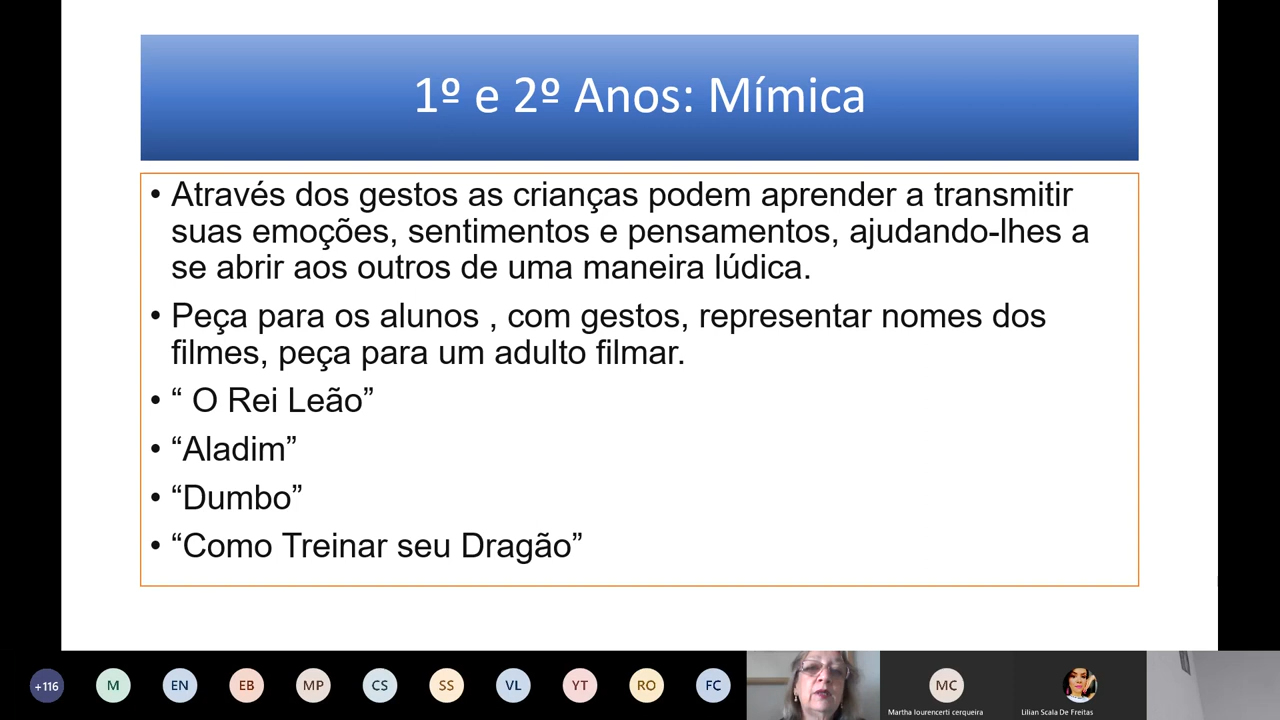 1º e 2º Anos: Mímica
• Através dos gestos as crianças podem aprender a transmitir
suas emoções, sentimentos e pensamentos, ajudando-lhes a
se abrir aos outros de uma maneira lúdica.
• Peça para os alunos , com gestos, representar nomes dos
filmes, peça para um adulto filmar.
• “ O Rei Leão”
• “Aladim”
• “Dumbo”
• “Como Treinar seu Dragão”
+116 M EN EB MP CS SS VL YT RO FC MC
Martha lourencerti cerqueira Lilian Scala De Freitas